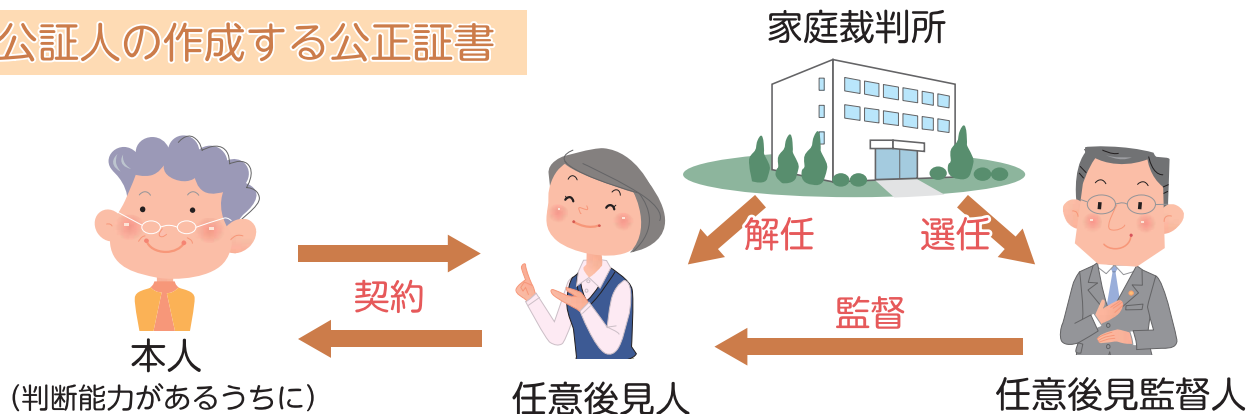 公証人の作成する公正証書
家庭裁判所
解任
選任
契約
監督
本人
（判断能力があるうちに）
任意後見人
任意後見監督人